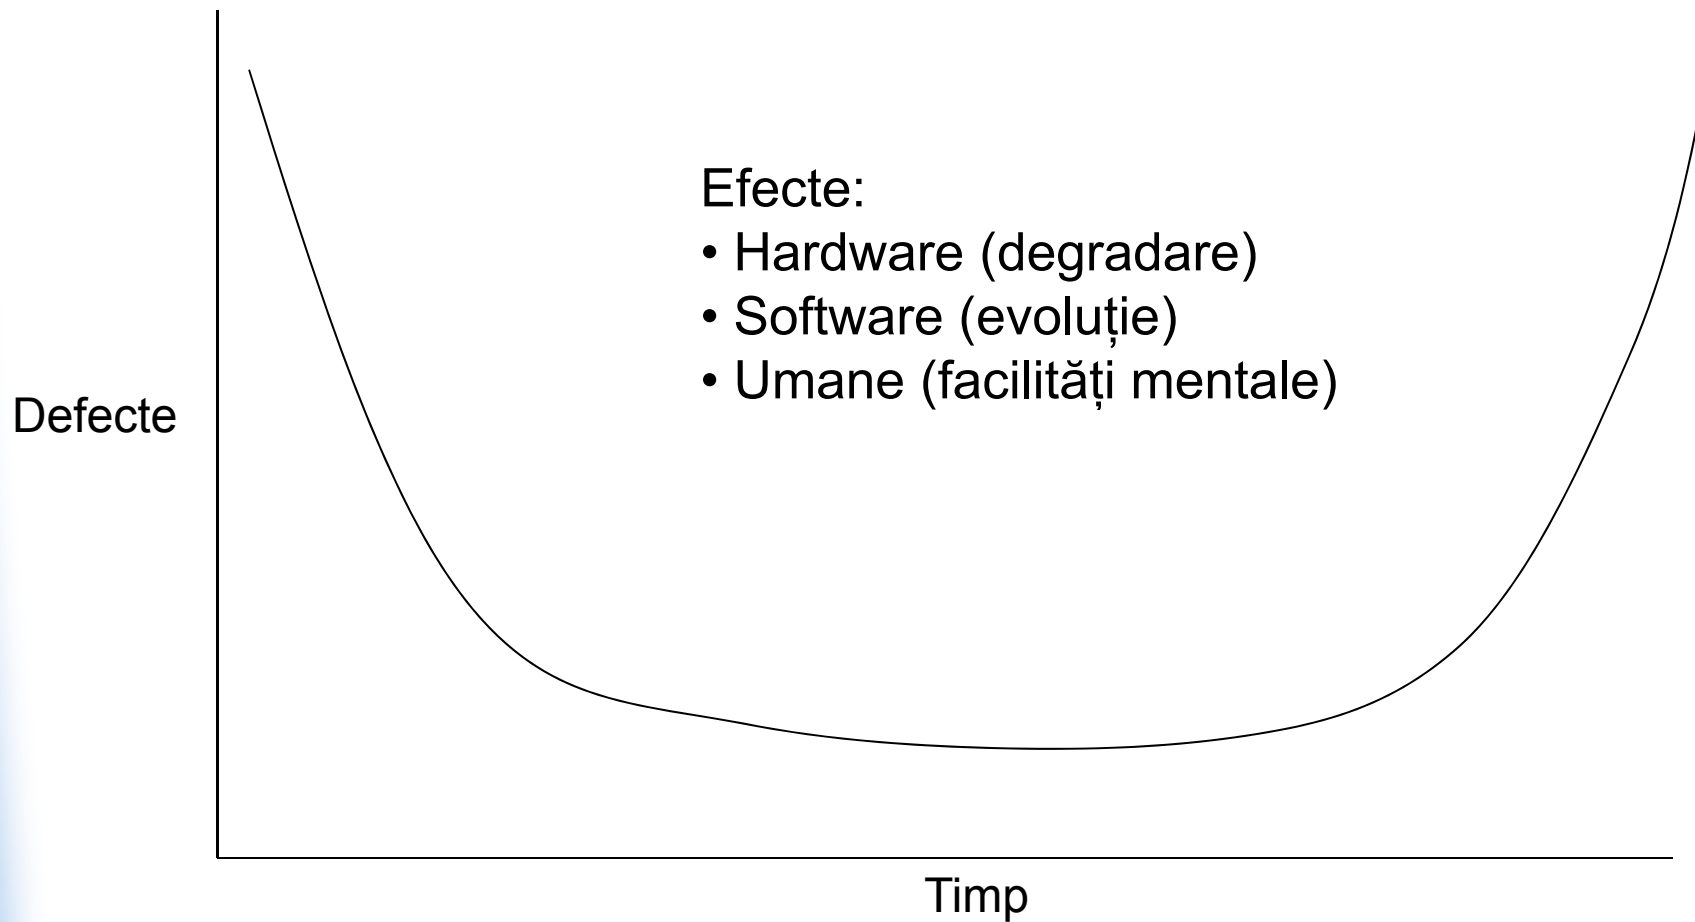 Efecte:
• Hardware (degradare)
• Software (evoluție)
• Umane (facilități mentale)
Defecte
Timp